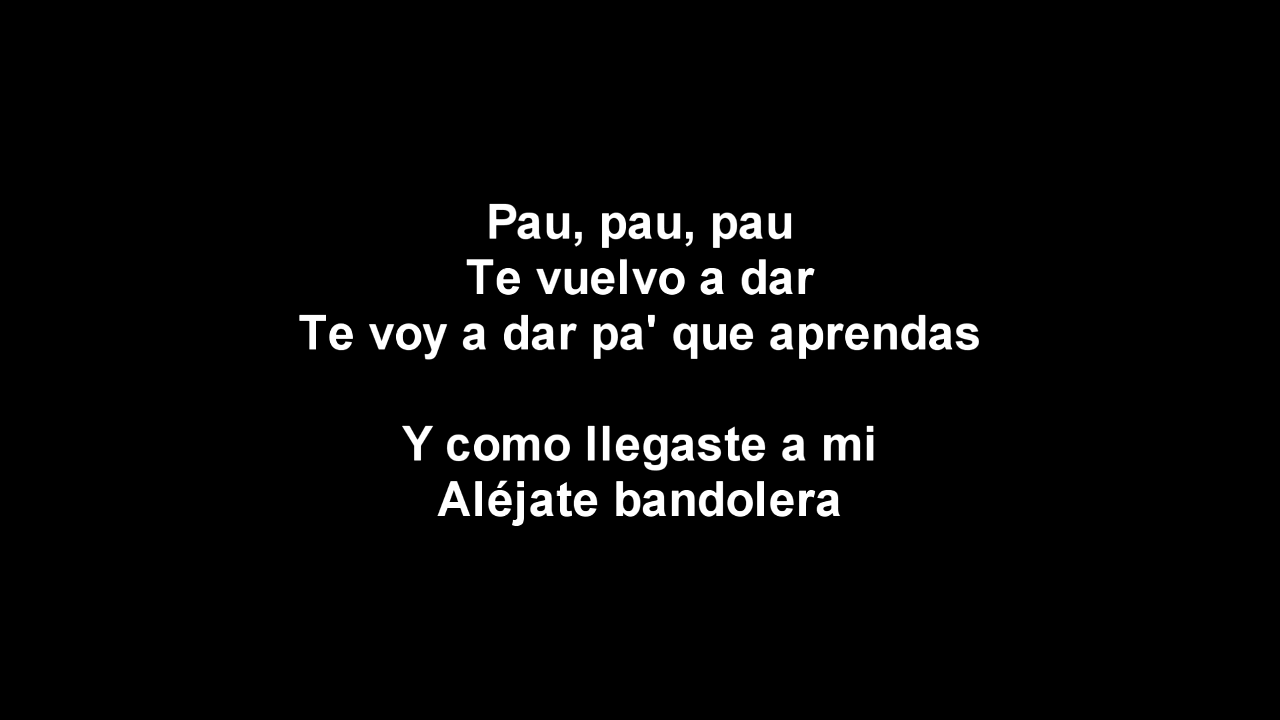 Pau, pau, pau
Te vuelvo a dar
Te voy a dar pa' que aprendas
Y como llegaste a mi
Aléjate bandolera